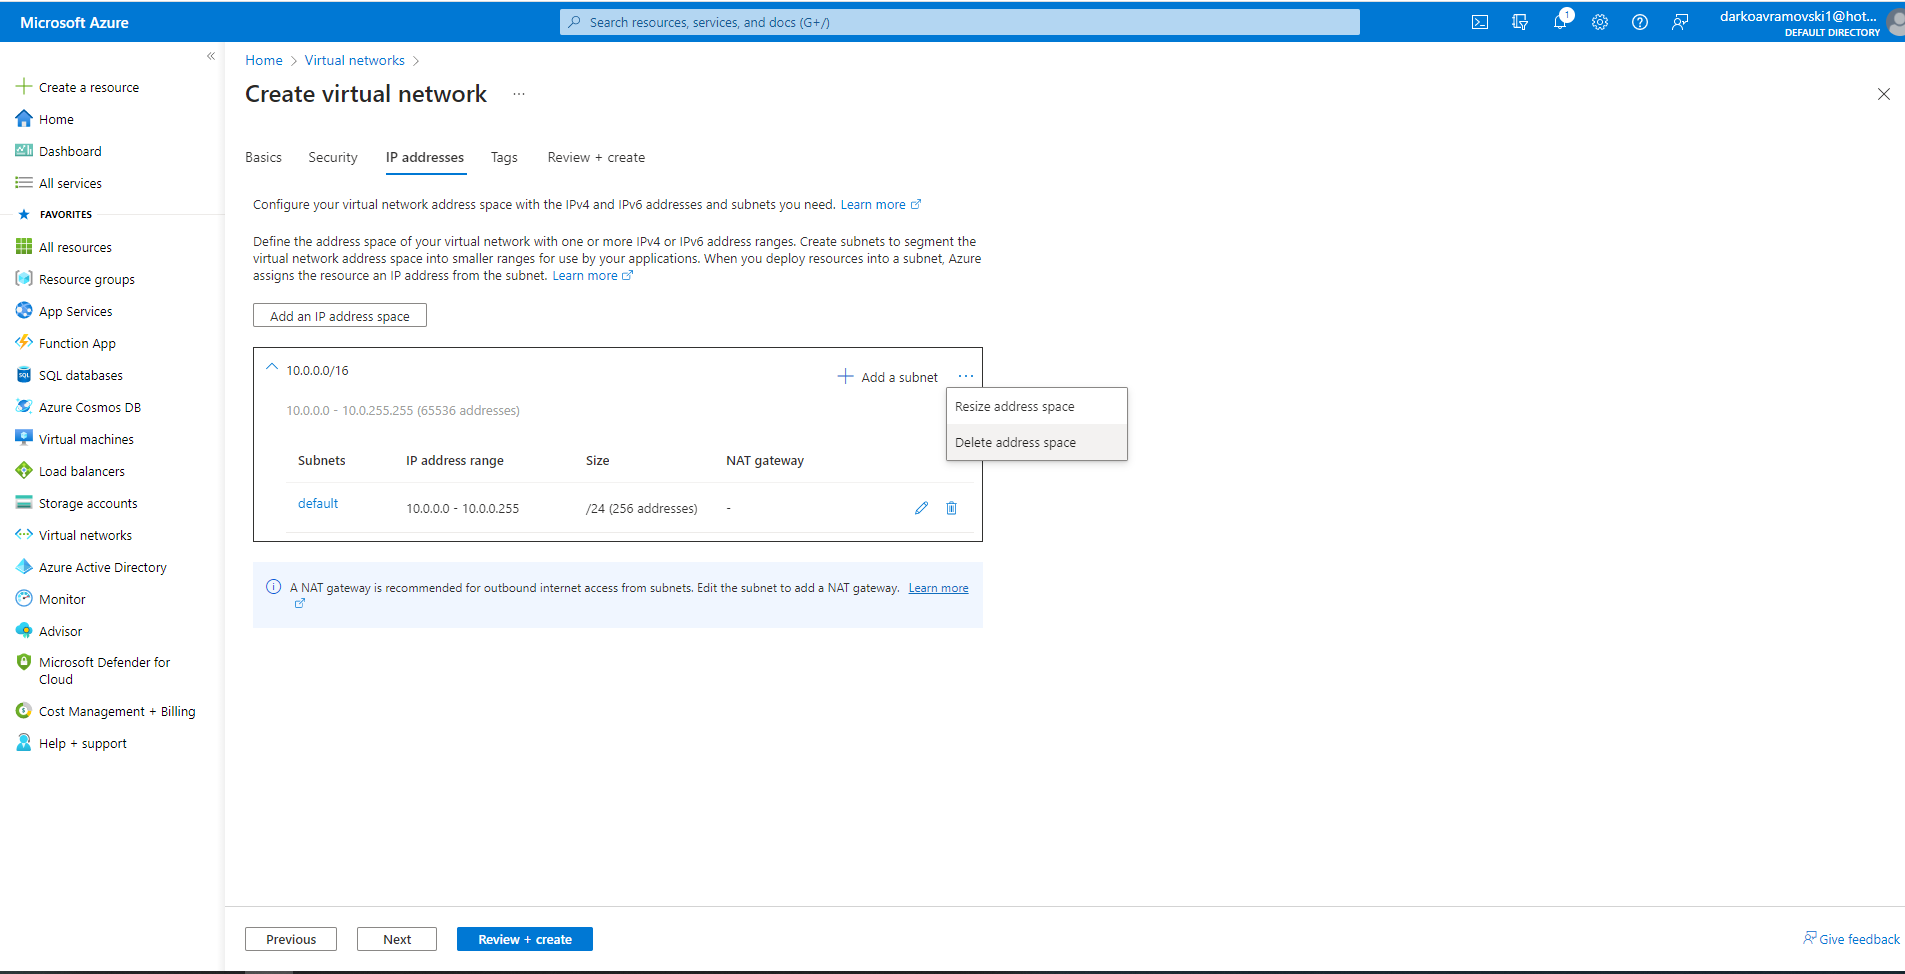 Microsoft Azure
Search resources, services, and docs (G+/)
1
darkoavramovski1@hot...
DEFAULT DIRECTORY
Create a resource
Home
Dashboard
All services
FAVORITES
All resources
Resource groups
App Services
Function App
SQL databases
Azure Cosmos DB
Virtual machines
Load balancers
Storage accounts
Virtual networks
Azure Active Directory
Monitor
Advisor
Microsoft Defender for
Cloud
Cost Management + Billing
Help + support
Home > Virtual networks >
Create virtual network ...
Basics Security IP addresses Tags Review + create
Configure your virtual network address space with the IPv4 and IPv6 addresses and subnets you need. Learn more
Define the address space of your virtual network with one or more IPv4 or IPv6 address ranges. Create subnets to segment the
virtual network address space into smaller ranges for use by your applications. When you deploy resources into a subnet, Azure
assigns the resource an IP address from the subnet. Learn more
Add an IP address space
10.0.0.0/16
Add a subnet ...
10.0.0.0 - 10.0.255.255 (65536 addresses)
Resize address space
Delete address space
Subnets IP address range Size NAT gateway
default 10.0.0.0 - 10.0.0.255 /24 (256 addresses) -
A NAT gateway is recommended for outbound internet access from subnets. Edit the subnet to add a NAT gateway. Learn more
Previous Next Review + create
Give feedback